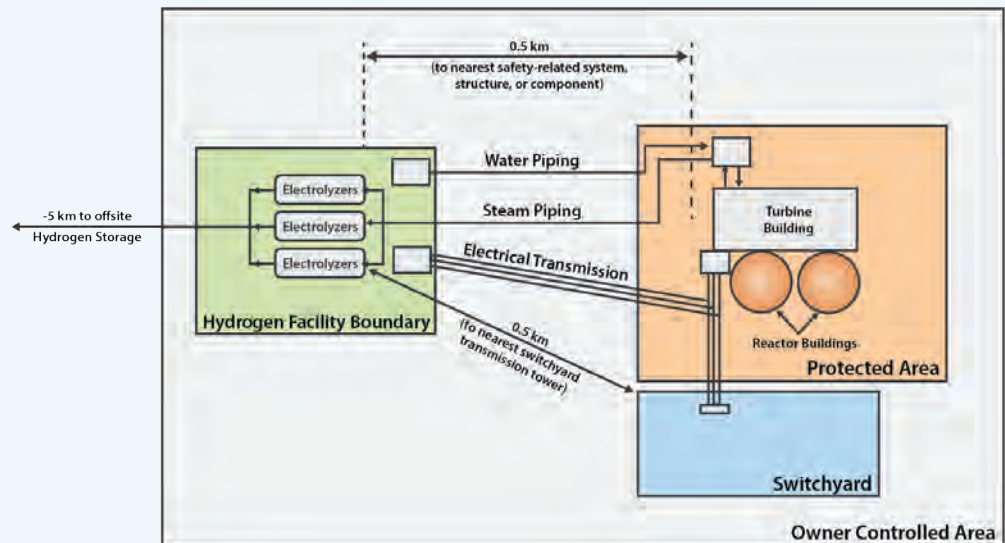 0.5 km
(to nearest safety-related system,
structure, or component)
Water Piping
Steam Piping
Electrical Transmission
Electrolyzers
Electrolyzers
Electrolyzers
-5 km to offsite
Hydrogen Storage
Hydrogen Facility Boundary
0.5 km
(to nearest switchyard
transmission tower)
Turbine
Building
Reactor Buildings
Protected Area
Switchyard
Owner Controlled Area